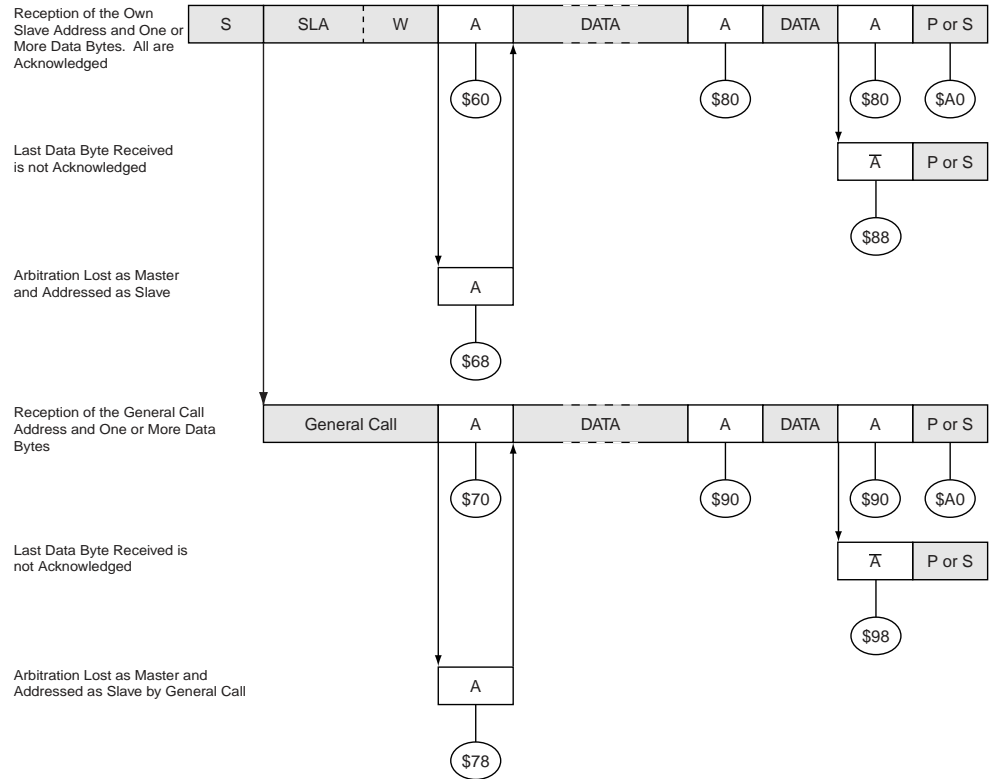 Reception of the Own
Slave Address and One or
More Data Bytes. All are
Acknowledged
S SLA W A DATA A DATA A P or S
$60 $80 $80 $A0
Last Data Byte Received
is not Acknowledged
A̅ P or S
$88
Arbitration Lost as Master
and Addressed as Slave
A
$68
Reception of the General Call
Address and One or More Data
Bytes
General Call A DATA A DATA A P or S
$70 $90 $90 $A0
Last Data Byte Received is
not Acknowledged
A̅ P or S
$98
Arbitration Lost as Master and
Addressed as Slave by General Call
A
$78